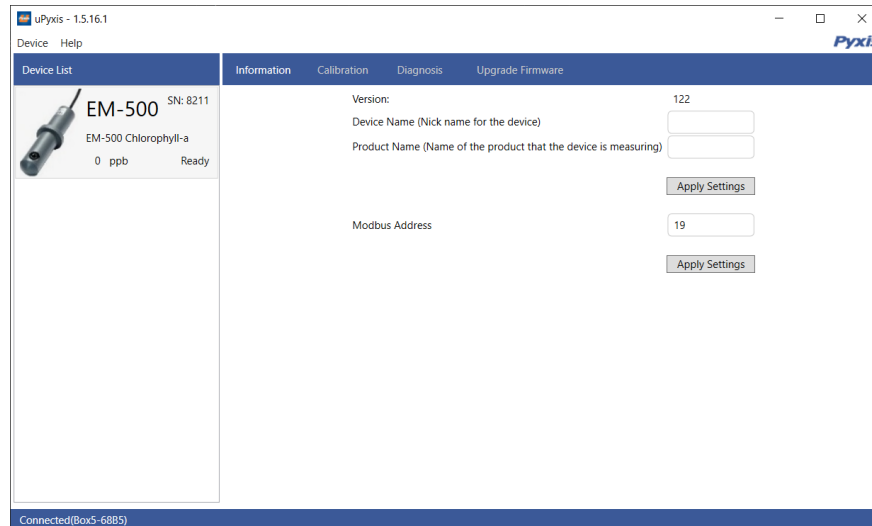 uPyxis - 1.5.16.1
Device Help
Pyxis
Device List
Information Calibration Diagnosis Upgrade Firmware
EM-500 SN: 8211
EM-500 Chlorophyll-a
0 ppb Ready
Version: 122
Device Name (Nick name for the device)
Product Name (Name of the product that the device is measuring)
Apply Settings
Modbus Address 19
Apply Settings
Connected(Box5-68B5)